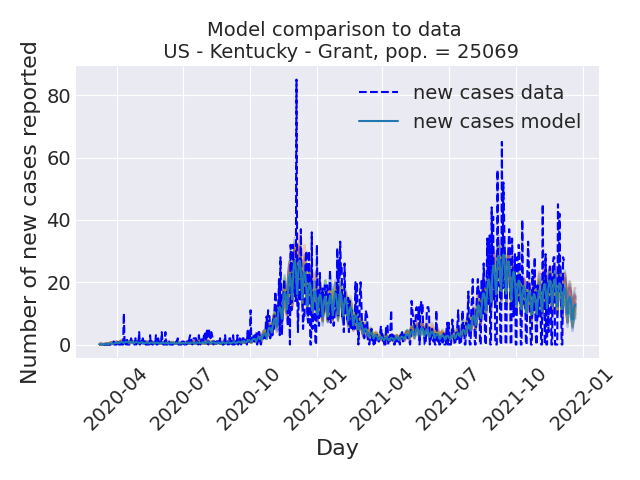 Model comparison to data
US - Kentucky - Grant, pop. = 25069
Number of new cases reported
80
60
40
20
0
new cases data
new cases model
2020-04
2020-07
2020-10
2021-01
2021-04
2021-07
2021-10
2022-01
Day